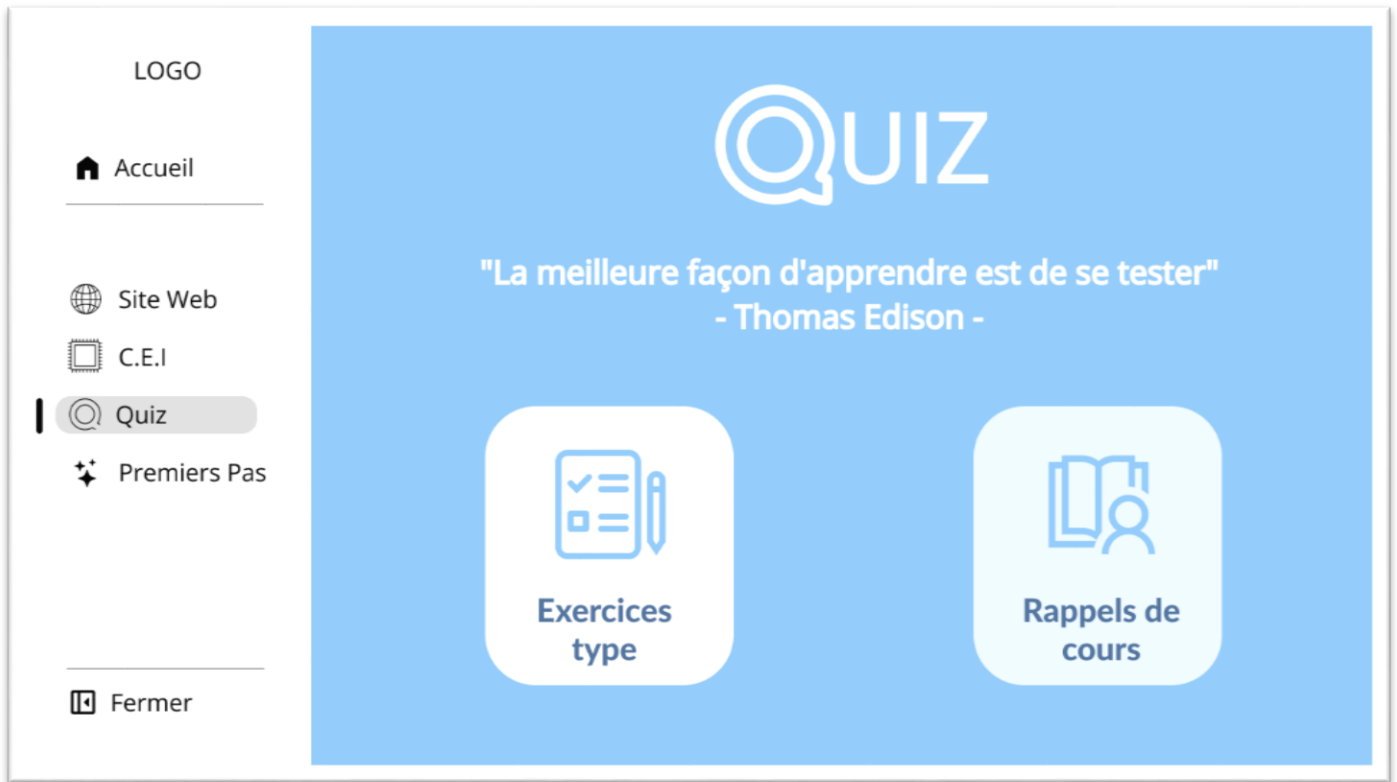 LOGO
Accueil
Site Web
C.E.I
Quiz
Premiers Pas
Fermer
QUIZ
"La meilleure façon d'apprendre est de se tester"
- Thomas Edison -
Exercices
type
Rappels de
cours